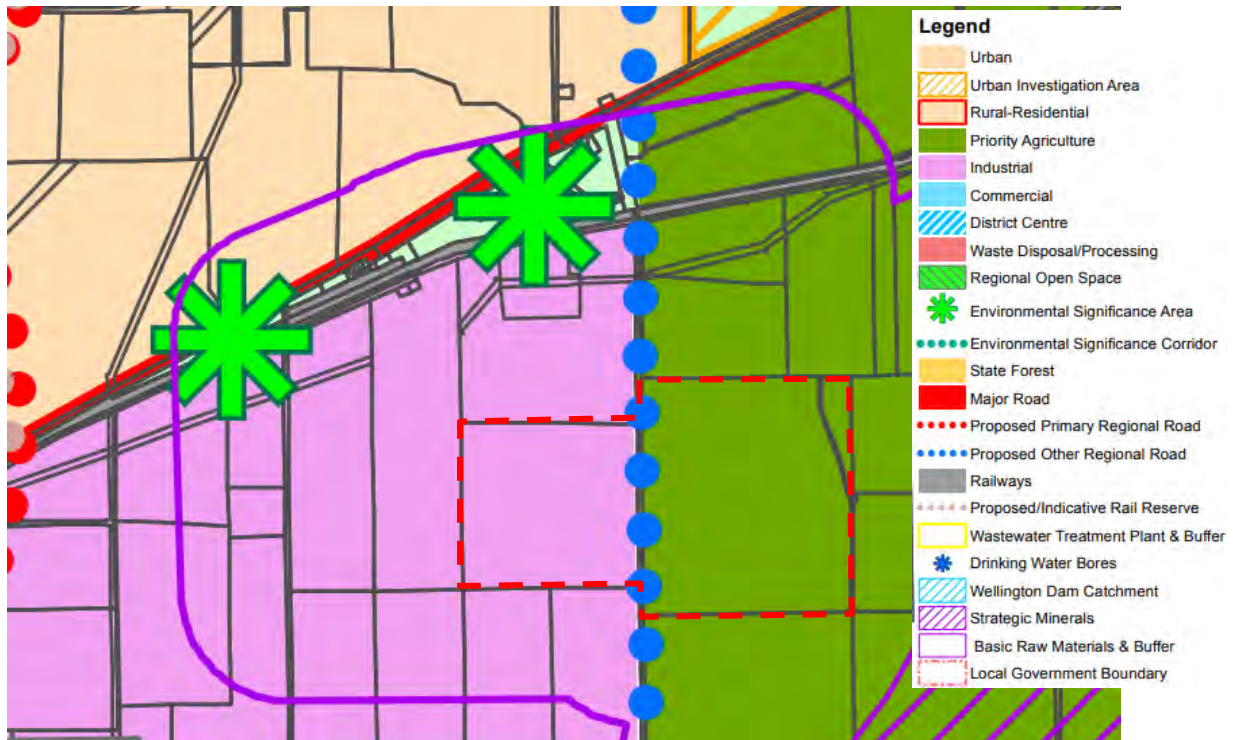 Legend
Urban
Urban Investigation Area
Rural-Residential
Priority Agriculture
Industrial
Commercial
District Centre
Waste Disposal/Processing
Regional Open Space
Environmental Significance Area
Environmental Significance Corridor
State Forest
Major Road
Proposed Primary Regional Road
Proposed Other Regional Road
Railways
Proposed/Indicative Rail Reserve
Wastewater Treatment Plant & Buffer
Drinking Water Bores
Wellington Dam Catchment
Strategic Minerals
Basic Raw Materials & Buffer
Local Government Boundary